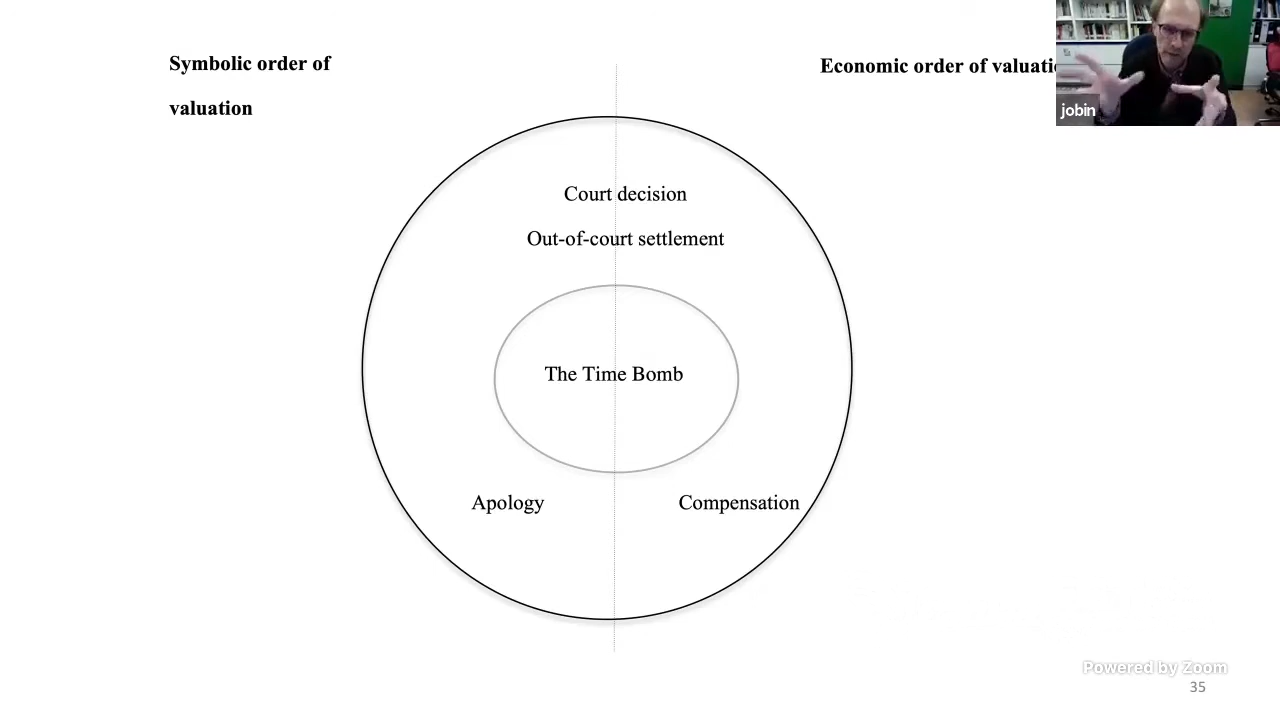 Symbolic order of
valuation
Economic order of
jobin
Court decision
Out-of-court settlement
The Time Bomb
Apology
Compensation
Powered by Zoom
35